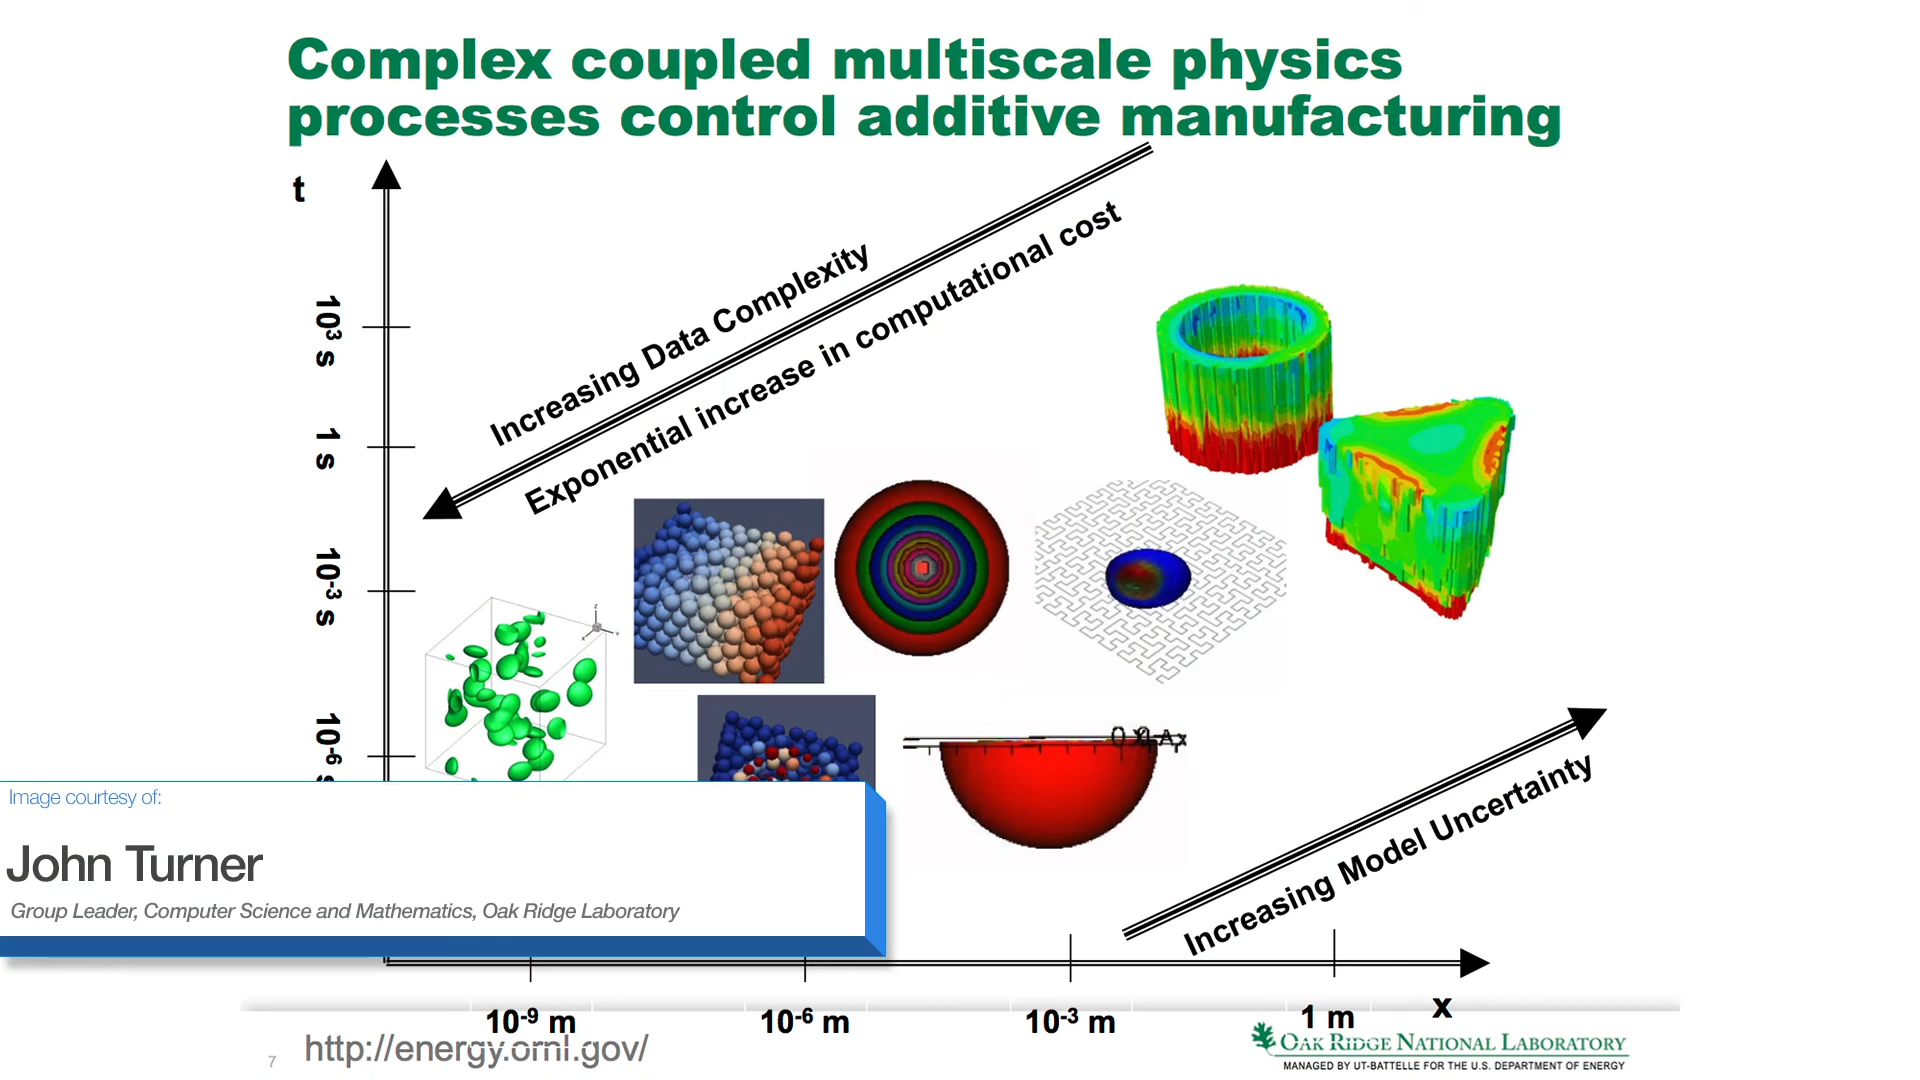 Complex coupled multiscale physics
processes control additive manufacturing
t
10³ s
1 s
10⁻³ s
10⁻⁶ s
Increasing Data Complexity
Exponential increase in computational cost
Increasing Model Uncertainty
z
x
Image courtesy of:
John Turner
Group Leader, Computer Science and Mathematics, Oak Ridge Laboratory
10⁻⁹ m
10⁻⁶ m
10⁻³ m
1 m
x
7
http://energy.ornl.gov/
OAK RIDGE NATIONAL LABORATORY
MANAGED BY UT-BATTELLE FOR THE U.S. DEPARTMENT OF ENERGY